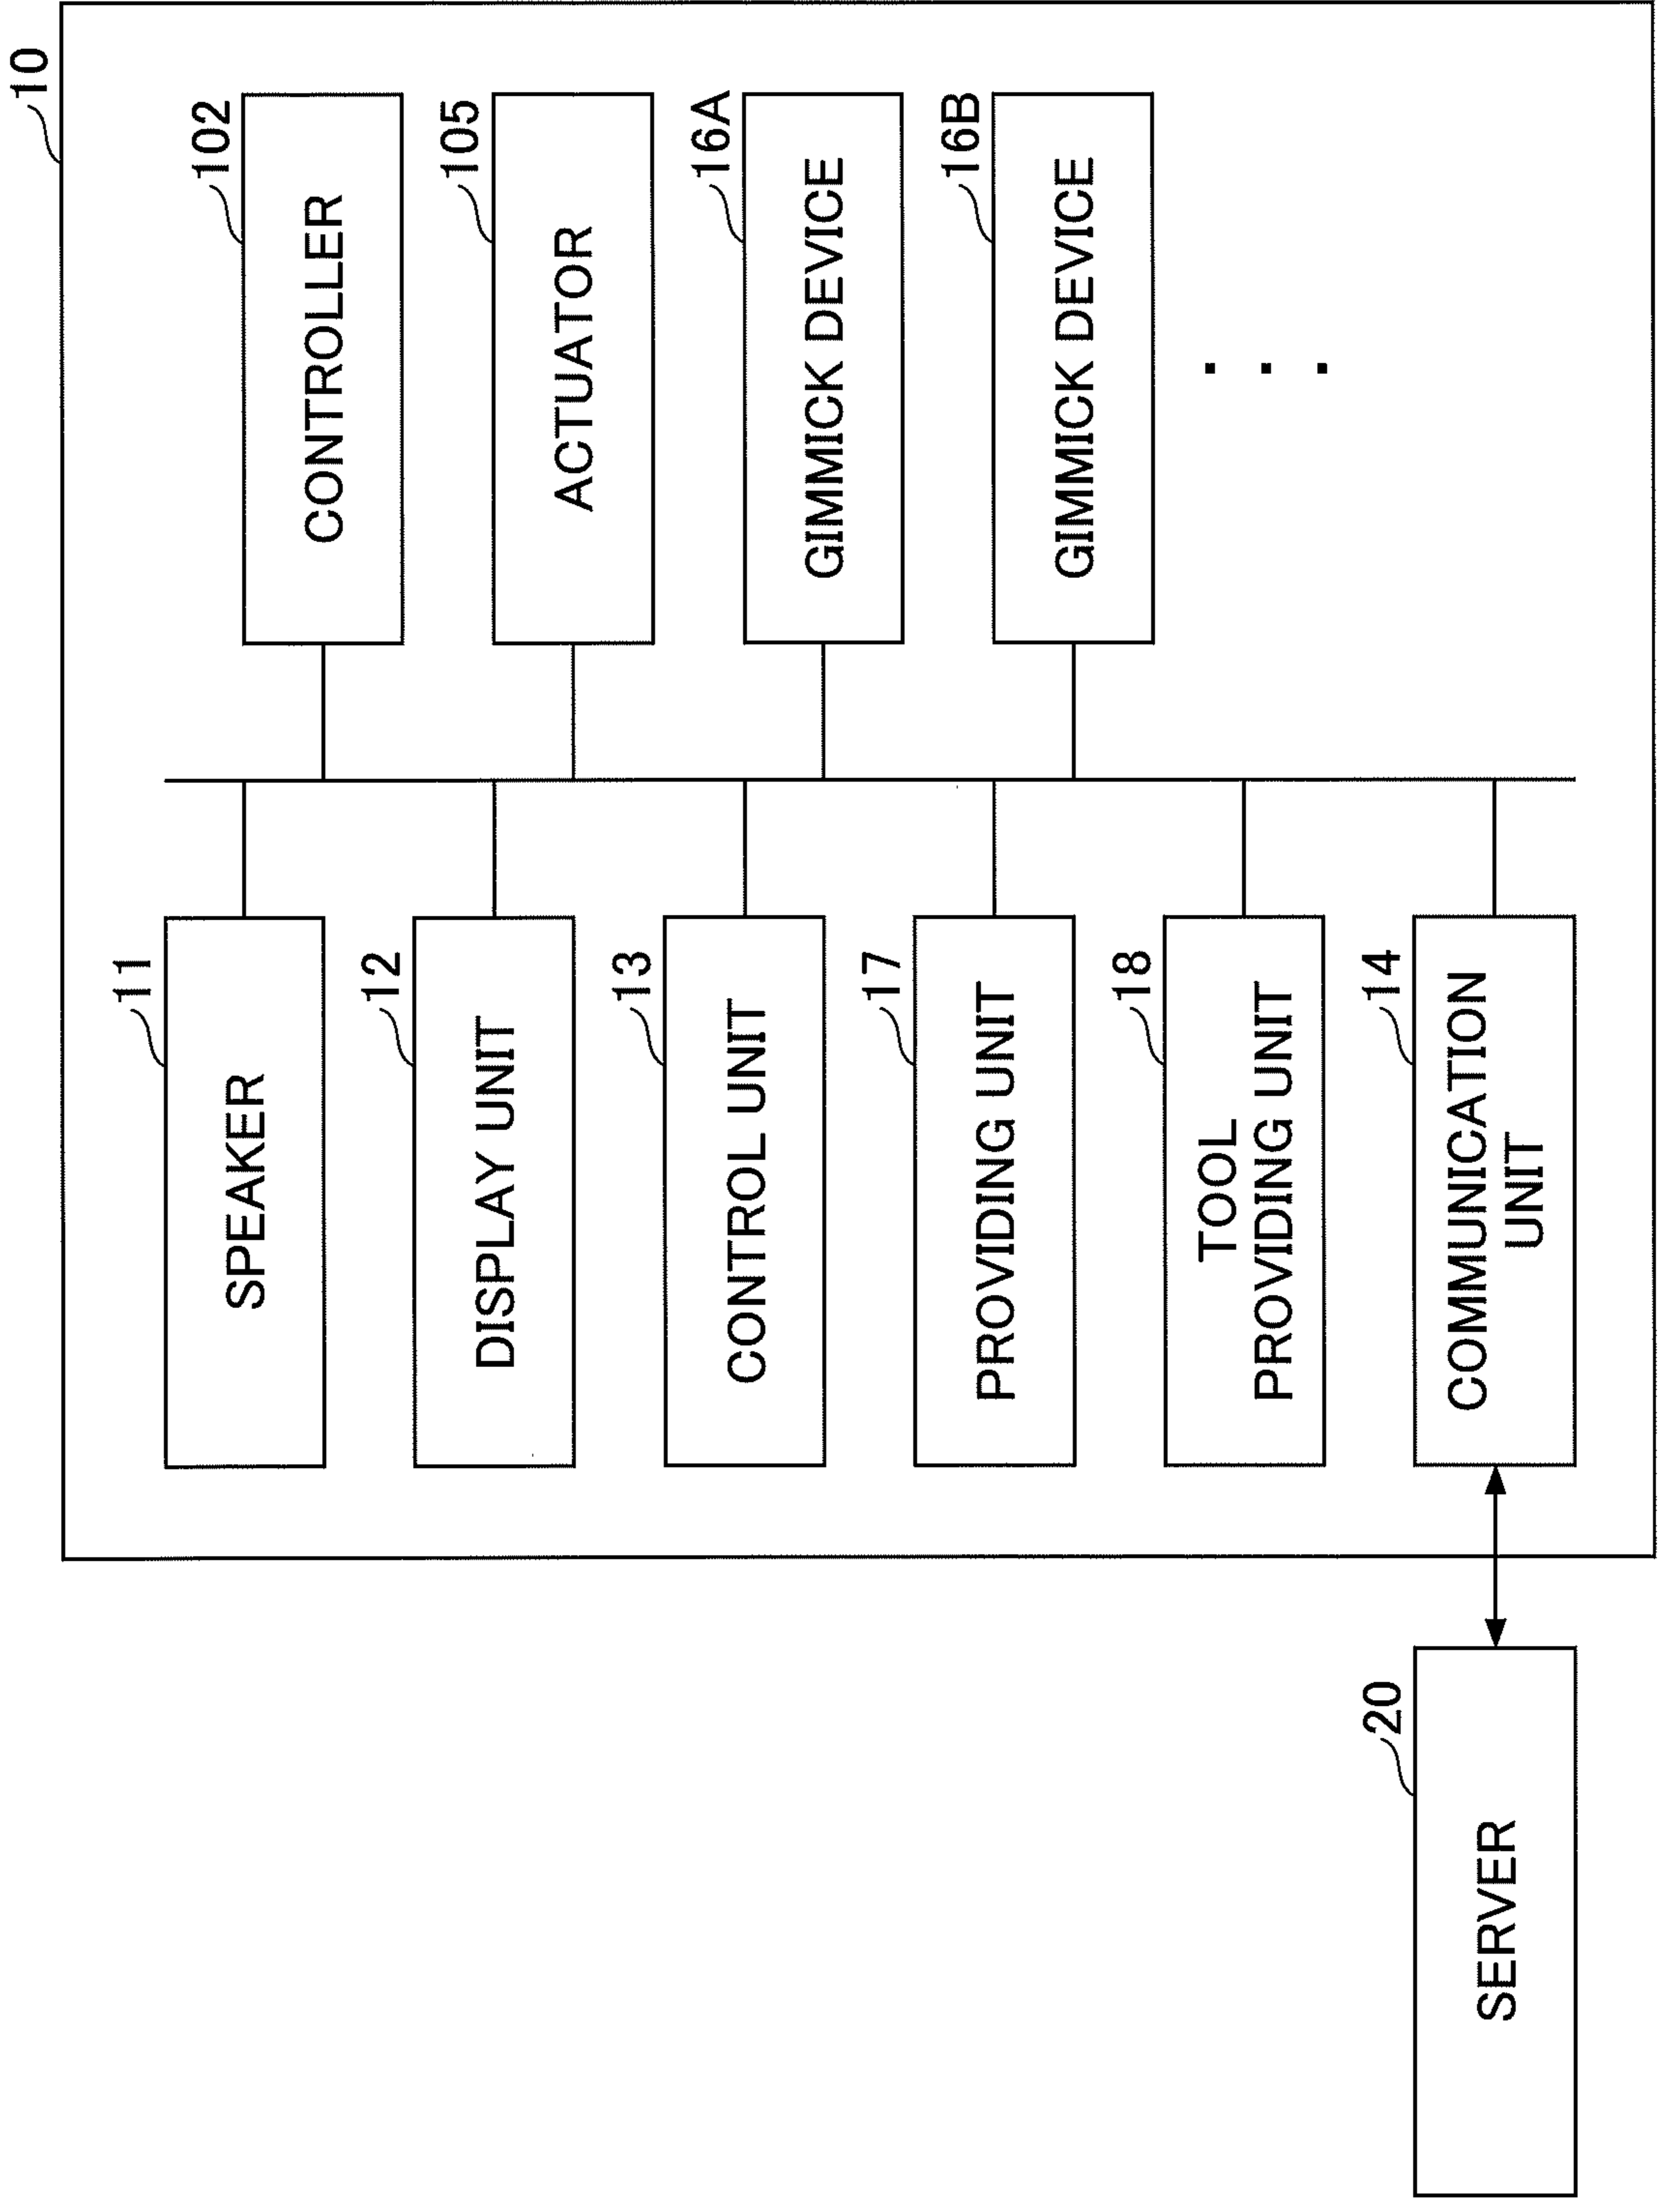 10
11
SPEAKER
12
DISPLAY UNIT
13
CONTROL UNIT
17
PROVIDING UNIT
18
TOOL
PROVIDING UNIT
14
COMMUNICATION
UNIT
102
CONTROLLER
105
ACTUATOR
16A
GIMMICK DEVICE
16B
GIMMICK DEVICE
. . .
20
SERVER